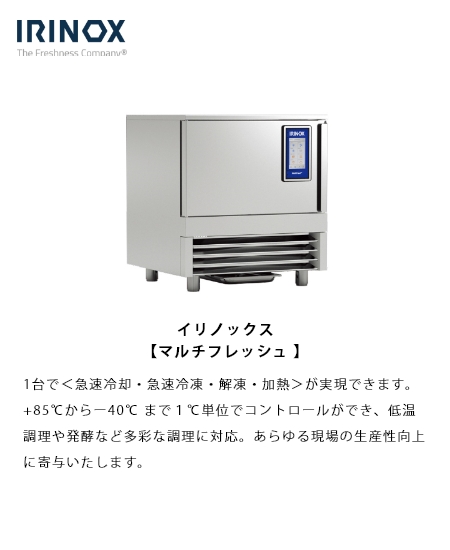 IRINOX
The Freshness Company®
IRINOX
イリノックス
【マルチフレッシュ 】
1台で＜急速冷却・急速冷凍・解凍・加熱＞が実現できます。
+85℃から－40℃ まで１℃単位でコントロールができ、低温
調理や発酵など多彩な調理に対応。あらゆる現場の生産性向上
に寄与いたします。